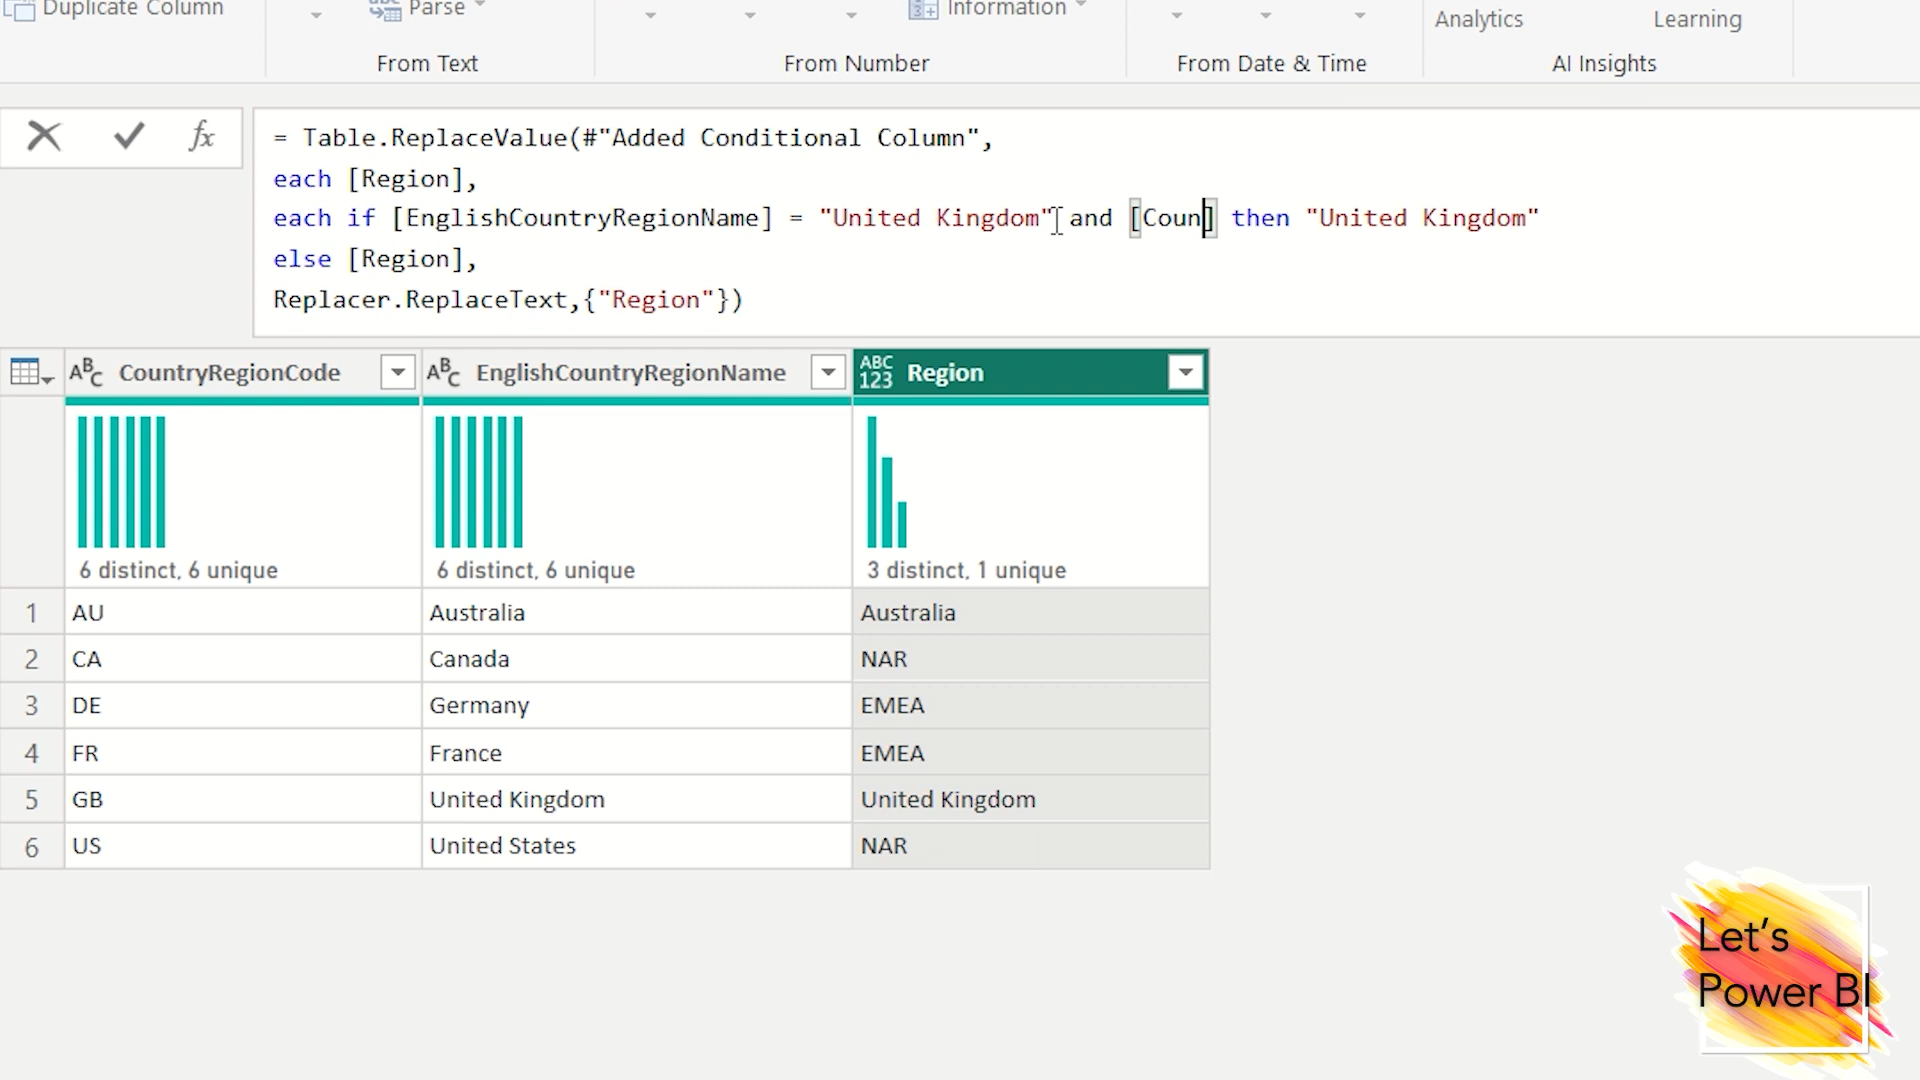 Duplicate Column
Parse
Information
Analytics
Learning
From Text
From Number
From Date & Time
AI Insights
fx
= Table.ReplaceValue(#"Added Conditional Column",
each [Region],
each if [EnglishCountryRegionName] = "United Kingdom" and [Coun] then "United Kingdom"
else [Region],
Replacer.ReplaceText,{"Region"})
ABC CountryRegionCode
ABC EnglishCountryRegionName
ABC 123 Region
6 distinct, 6 unique
6 distinct, 6 unique
3 distinct, 1 unique
1 AU Australia Australia
2 CA Canada NAR
3 DE Germany EMEA
4 FR France EMEA
5 GB United Kingdom United Kingdom
6 US United States NAR
Let's
Power BI